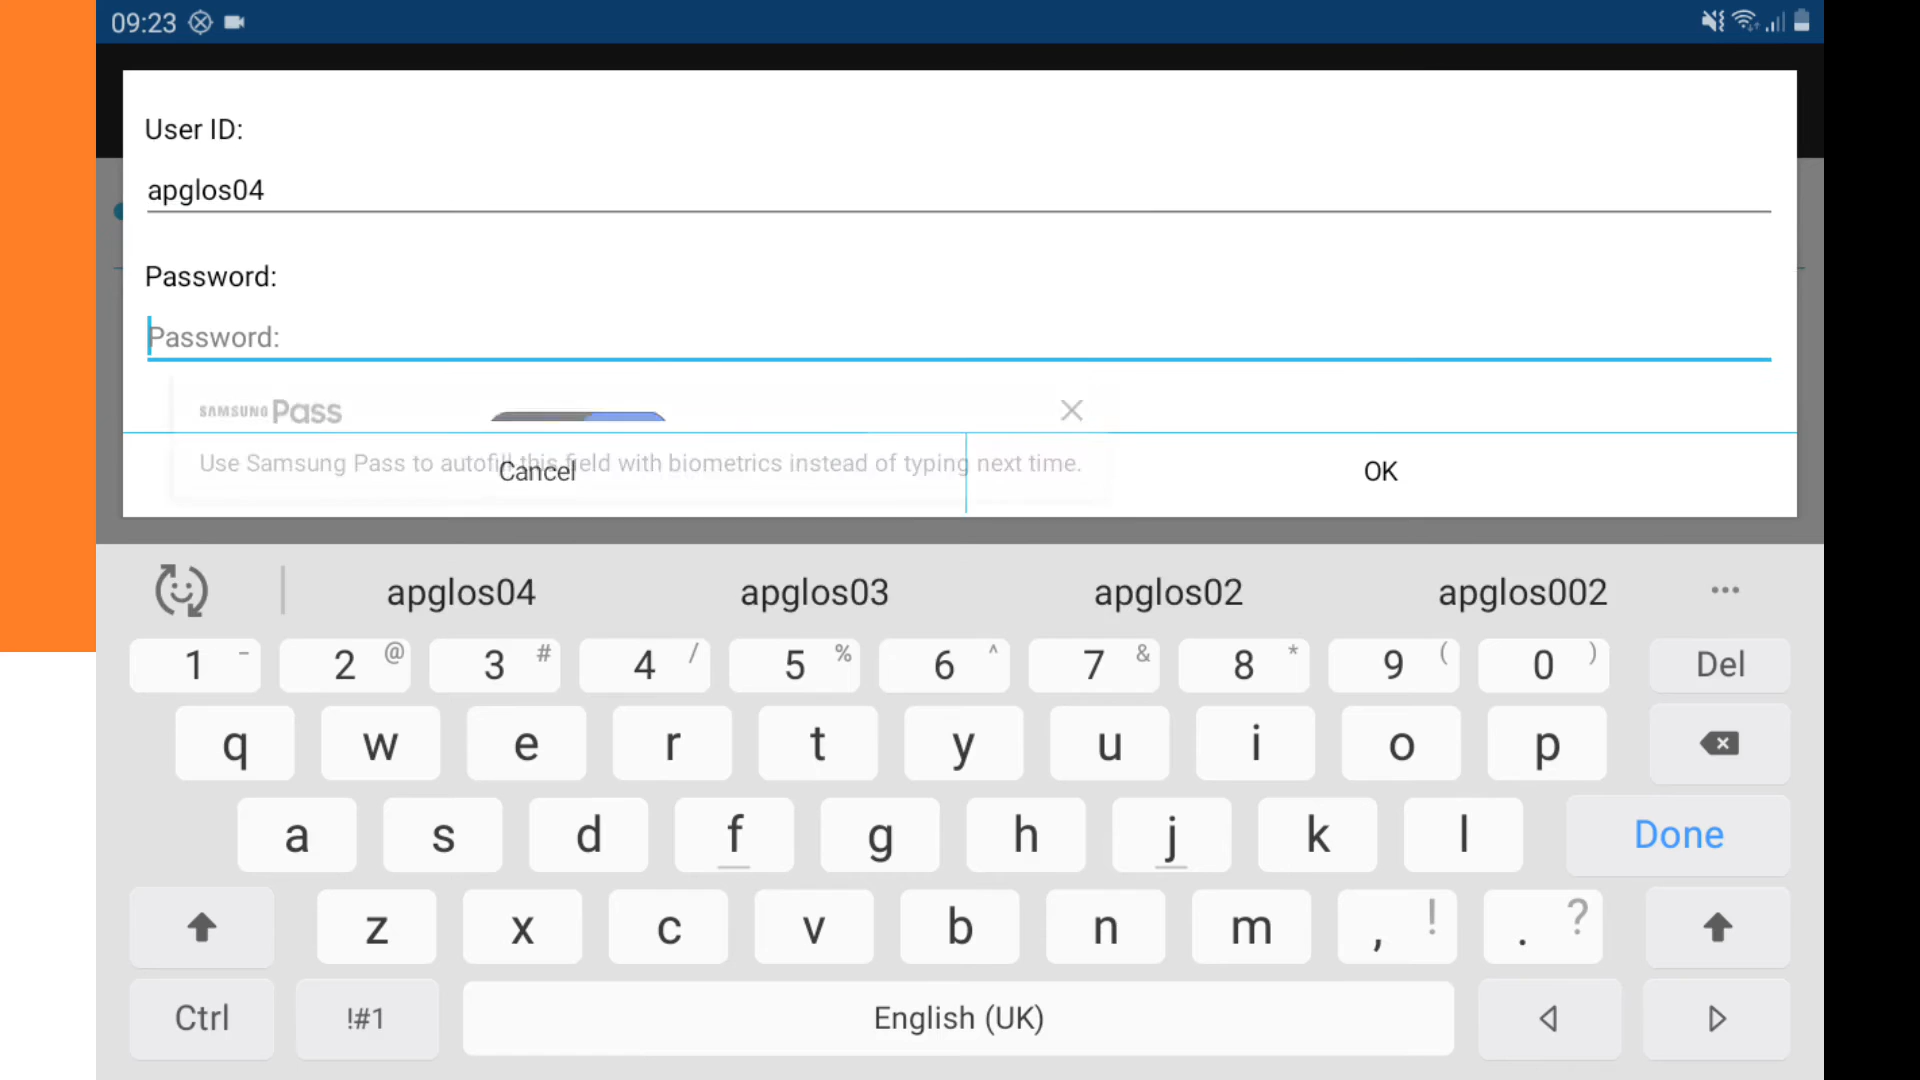 09:23
User ID:
apglos04
Password:
Password:
SAMSUNG Pass
Use Samsung Pass to autofill this field with biometrics instead of typing next time.
Cancel
OK
apglos04 apglos03 apglos02 apglos002 ...
1 - 2 @ 3 # 4 / 5 % 6 ^ 7 & 8 * 9 ( 0 ) Del
q w e r t y u i o p
a s d f g h j k l Done
z x c v b n m , ! . ?
Ctrl !#1 English (UK)